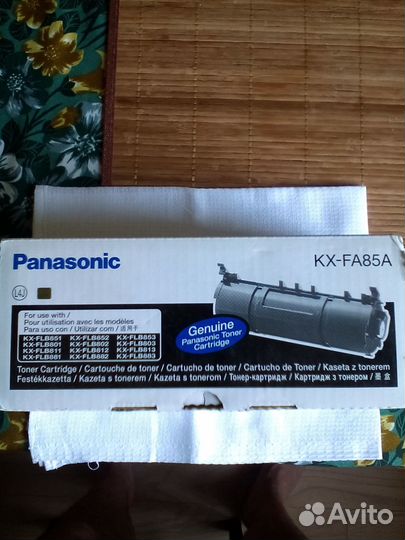 Panasonic
KX-FA85A
L4J
For use with /
Pour utilisation avec les modèles
Para uso con / Utilizar com / 适用于
KX-FLB851 KX-FLB852 KX-FLB853
KX-FLB801 KX-FLB802 KX-FLB803
KX-FLB811 KX-FLB812 KX-FLB813
KX-FLB881 KX-FLB882 KX-FLB883
Genuine
Panasonic Toner
Cartridge
Toner Cartridge / Cartouche de toner / Cartucho de toner / Cartucho de toner / Kaseta z tonerem
Festékkazetta / Kazeta s tonerem / Kazeta s tonerom / Тонер-картридж / Картридж з тонером / 墨盒
Avito